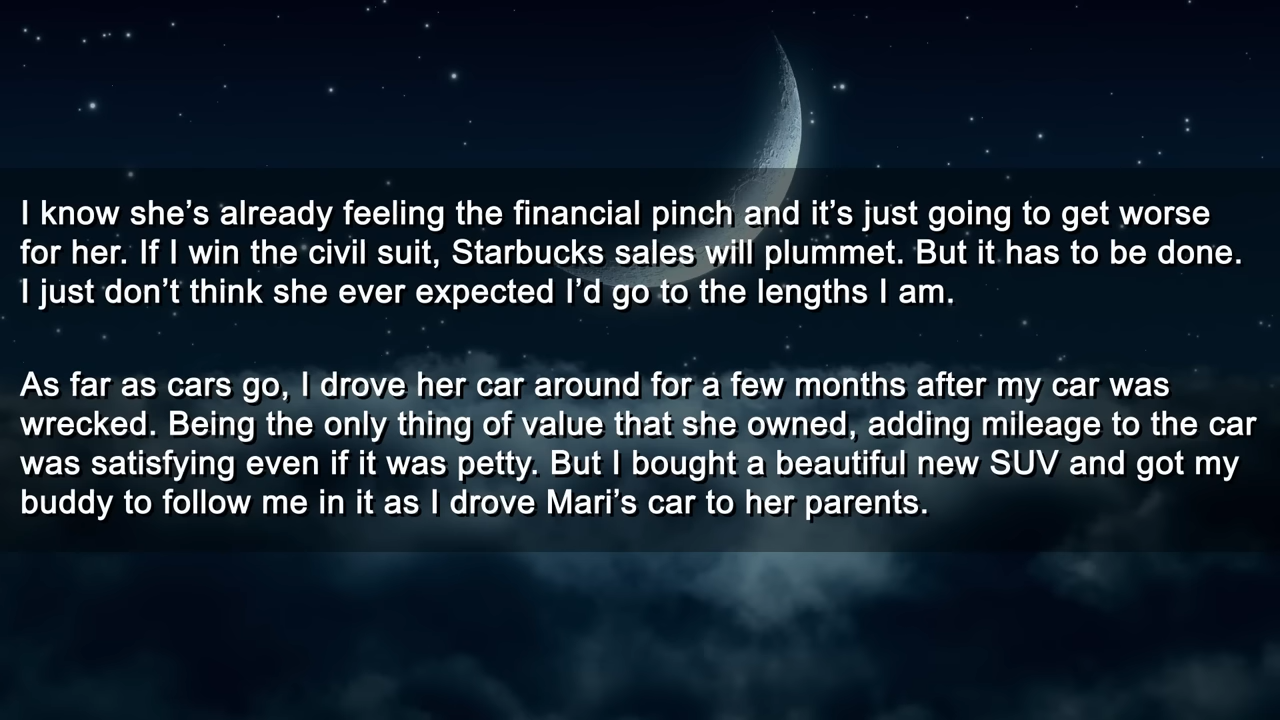 I know she’s already feeling the financial pinch and it’s just going to get worse
for her. If I win the civil suit, Starbucks sales will plummet. But it has to be done.
I just don’t think she ever expected I’d go to the lengths I am.
As far as cars go, I drove her car around for a few months after my car was
wrecked. Being the only thing of value that she owned, adding mileage to the car
was satisfying even if it was petty. But I bought a beautiful new SUV and got my
buddy to follow me in it as I drove Mari’s car to her parents.